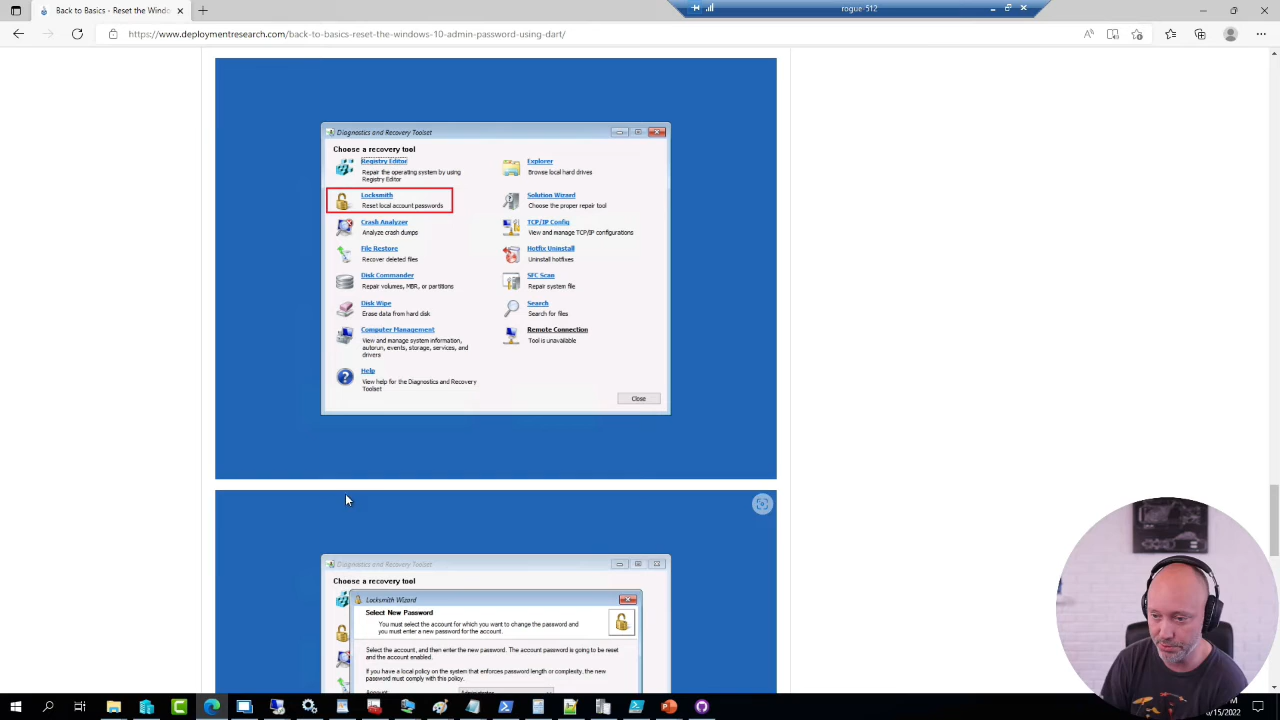 Back to Basics - Reset the Windo
rogue-512
https://www.deploymentresearch.com/back-to-basics-reset-the-windows-10-admin-password-using-dart/
Diagnostics and Recovery Toolset
Choose a recovery tool
Registry Editor
Repair the operating system by using
Registry Editor
Locksmith
Reset local account passwords
Crash Analyzer
Analyze crash dumps
File Restore
Recover deleted files
Disk Commander
Repair volumes, MBR, or partitions
Disk Wipe
Erase data from hard disk
Computer Management
View and manage system information,
autorun, events, storage, services, and
drivers
Help
View help for the Diagnostics and Recovery
Toolset
Explorer
Browse local hard drives
Solution Wizard
Choose the proper repair tool
TCP/IP Config
View and manage TCP/IP configurations
Hotfix Uninstall
Uninstall hotfixes
SFC Scan
Repair system file
Search
Search for files
Remote Connection
Tool is unavailable
Close
Diagnostics and Recovery Toolset
Choose a recovery tool
Locksmith Wizard
Select New Password
You must select the account for which you want to change the password and
you must enter a new password for the account.
Select the account, and then enter the new password. The account password is going to be reset
and the account enabled.
If you have a local policy on the system that enforces password length or complexity, the new
password must comply with this policy.
Account
Administrator
/15/2022